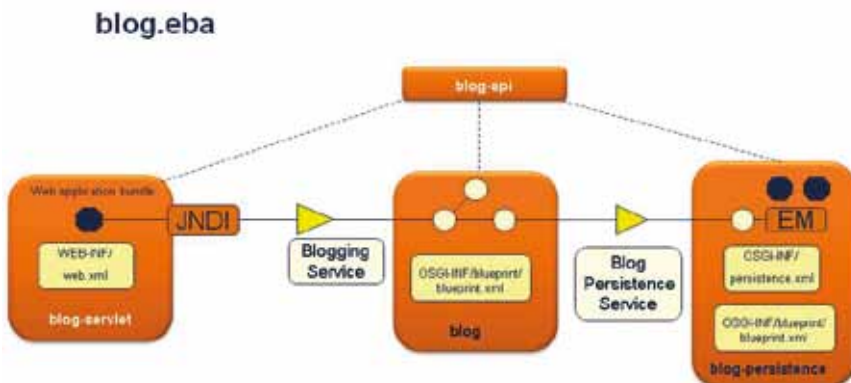 blog.eba
blog-api
Web application bundle
JNDI
WEB-INF/
web.xml
blog-servlet
Blogging
Service
OSGI-INF/blueprint/
blueprint.xml
blog
Blog
Persistence
Service
EM
OSGI-INF/
persistence.xml
OSGI-INF/blueprint/
blueprint.xml
blog-persistence